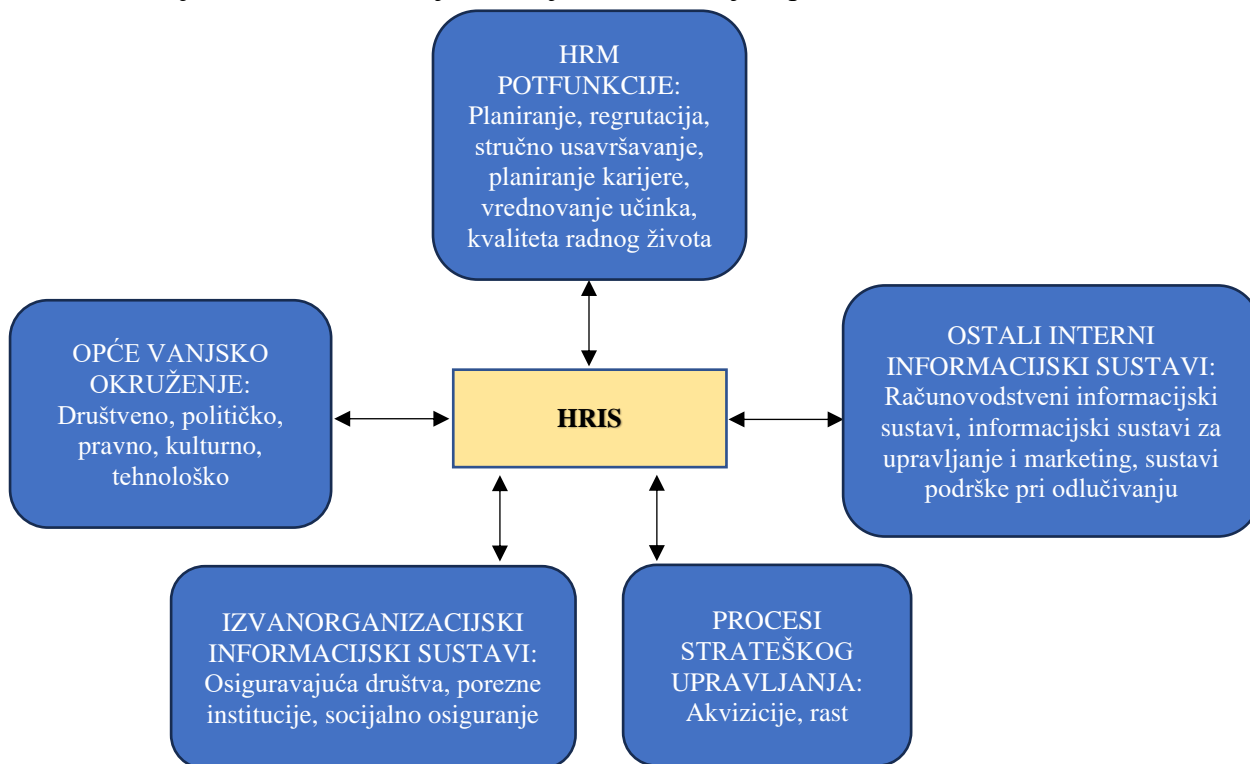 HRM
POTFUNKCIJE:
Planiranje, regrutacija,
stručno usavršavanje,
planiranje karijere,
vrednovanje učinka,
kvaliteta radnog života
OPĆE VANJSKO
OKRUŽENJE:
Društveno, političko,
pravno, kulturno,
tehnološko
HRIS
OSTALI INTERNI
INFORMACIJSKI SUSTAVI:
Računovodstveni informacijski
sustavi, informacijski sustavi za
upravljanje i marketing, sustavi
podrške pri odlučivanju
IZVANORGANIZACIJSKI
INFORMACIJSKI SUSTAVI:
Osiguravajuća društva, porezne
institucije, socijalno osiguranje
PROCESI
STRATEŠKOG
UPRAVLJANJA:
Akvizicije, rast